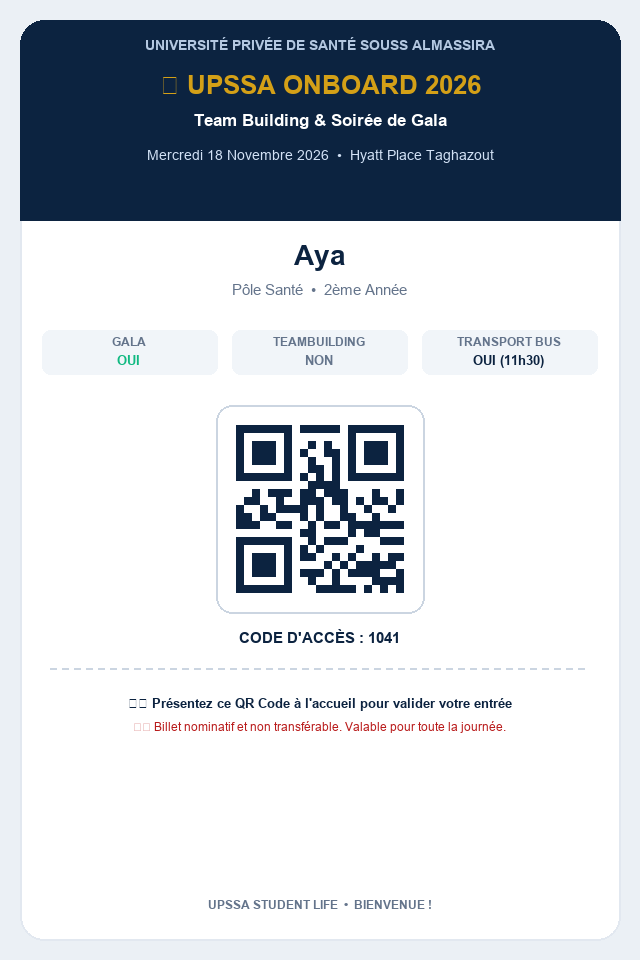 UNIVERSITÉ PRIVÉE DE SANTÉ SOUSS ALMASSIRA
UPSSA ONBOARD 2026
Team Building & Soirée de Gala
Mercredi 18 Novembre 2026 • Hyatt Place Taghazout
Aya
Pôle Santé • 2ème Année
GALA
OUI
TEAMBUILDING
NON
TRANSPORT BUS
OUI (11h30)
CODE D'ACCÈS : 1041
Présentez ce QR Code à l'accueil pour valider votre entrée
Billet nominatif et non transférable. Valable pour toute la journée.
UPSSA STUDENT LIFE • BIENVENUE !